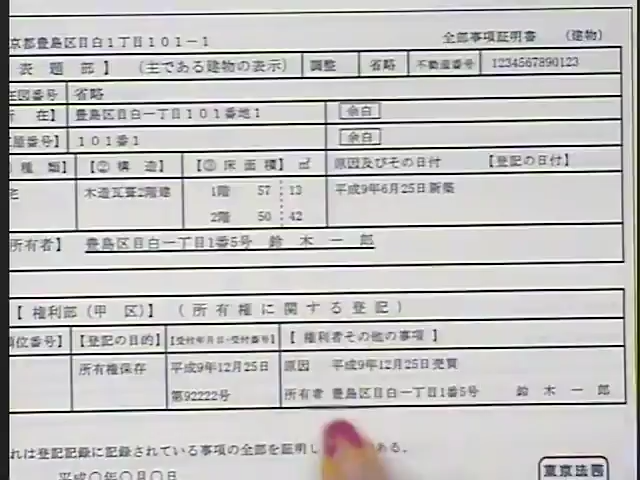 京都豊島区目白1丁目101-1
全部事項証明書 (建物)
表 題 部 】 (主である建物の表示) 調整 省略 不動産番号 1234567890123
在図番号 省略
在】 豊島区目白一丁目101番地1 余白
屋番号】 101番1 余白
種 類】 【② 構 造】 【③ 床 面 積】 ㎡ 原因及びその日付 【登記の日付】
宅 木造瓦葺2階建 1階 57 13 平成9年6月25日新築
2階 50 42
所有者】 豊島区目白一丁目1番5号 鈴 木 一 郎
【 権利部 (甲 区)】 (所 有 権 に 関 す る 登 記)
位番号】 【登記の目的】 【受付年月日・受付番号】 【 権利者その他の事項 】
所有権保存 平成9年12月25日 原因 平成9年12月25日売買
第92222号 所有者 豊島区目白一丁目1番5号 鈴 木 一 郎
れは登記記録に記録されている事項の全部を証明し ある。
平成〇年〇月〇日
東京法務